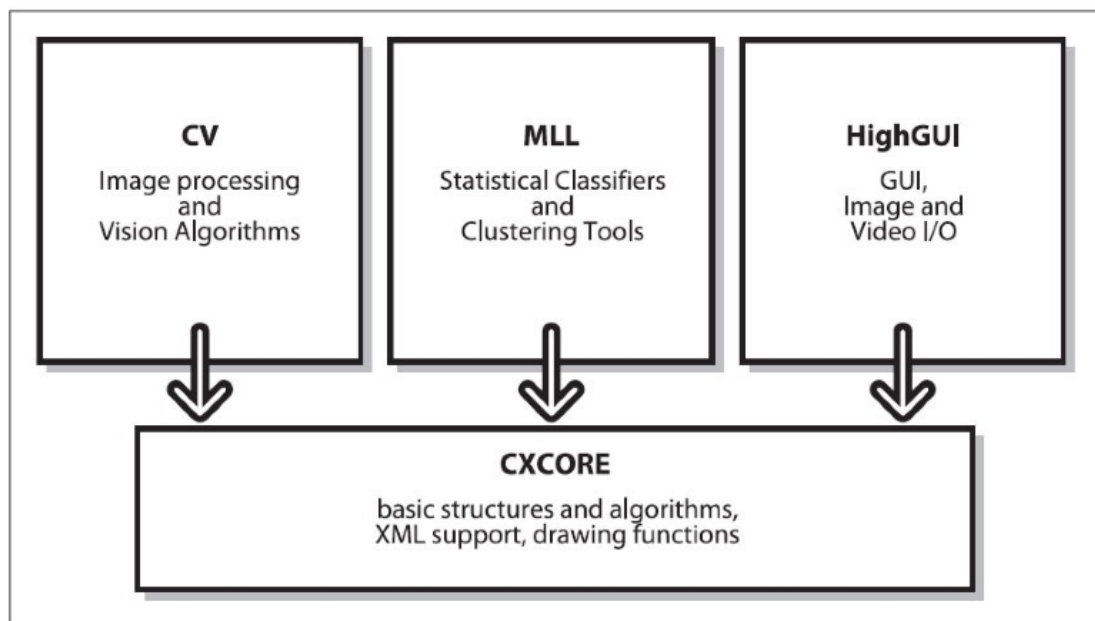 CV
Image processing
and
Vision Algorithms
MLL
Statistical Classifiers
and
Clustering Tools
HighGUI
GUI,
Image and
Video I/O
CXCORE
basic structures and algorithms,
XML support, drawing functions